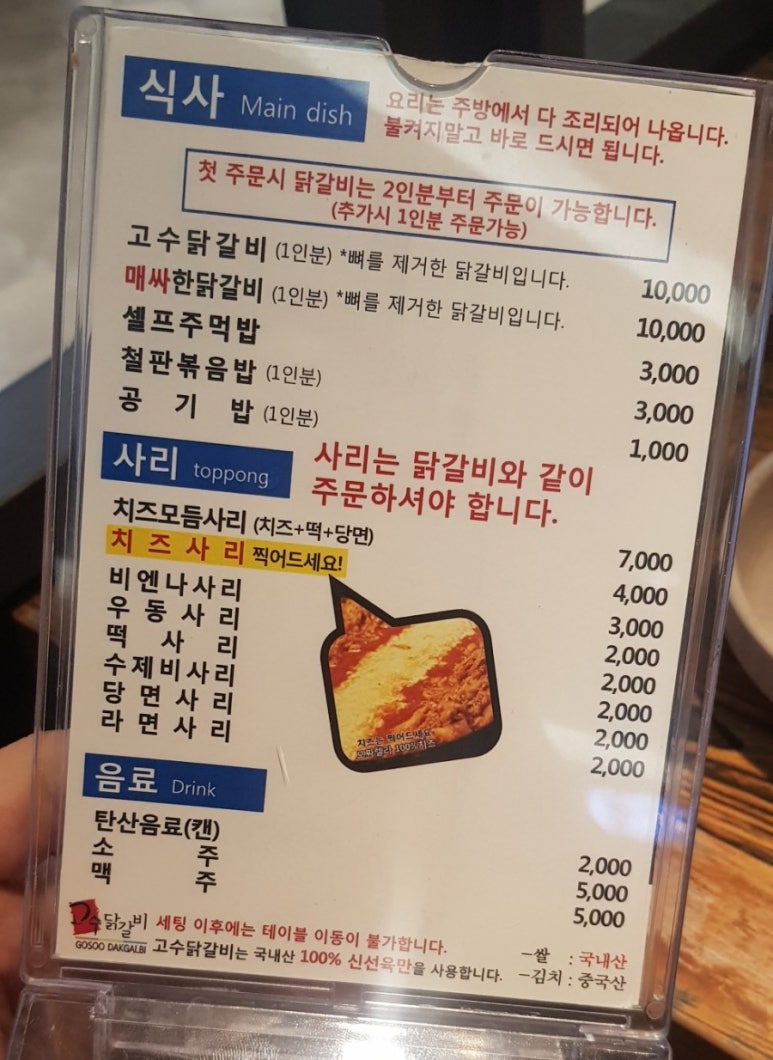 식사 Main dish
요리는 주방에서 다 조리되어 나옵니다.
불켜지말고 바로 드시면 됩니다.
첫 주문시 닭갈비는 2인분부터 주문이 가능합니다.
(추가시 1인분 주문가능)
고수닭갈비 (1인분) *뼈를 제거한 닭갈비입니다. 10,000
매싸한닭갈비 (1인분) *뼈를 제거한 닭갈비입니다. 10,000
셀프주먹밥 3,000
철판볶음밥 (1인분) 3,000
공 기 밥 (1인분) 1,000
사리 toppong
사리는 닭갈비와 같이
주문하셔야 합니다.
치즈모듬사리 (치즈+떡+당면) 7,000
치 즈 사 리 찍어드세요! 4,000
비엔나사리 3,000
우 동 사 리 2,000
떡 사 리 2,000
수제비사리 2,000
당 면 사 리 2,000
라 면 사 리 2,000
치즈는 찍어드세요
음료 Drink
탄산음료(캔) 2,000
소 주 5,000
맥 주 5,000
고수닭갈비
GOSOO DAKGALBI
세팅 이후에는 테이블 이동이 불가합니다.
고수닭갈비는 국내산 100% 신선육만을 사용합니다.
-쌀 : 국내산
-김치 : 중국산